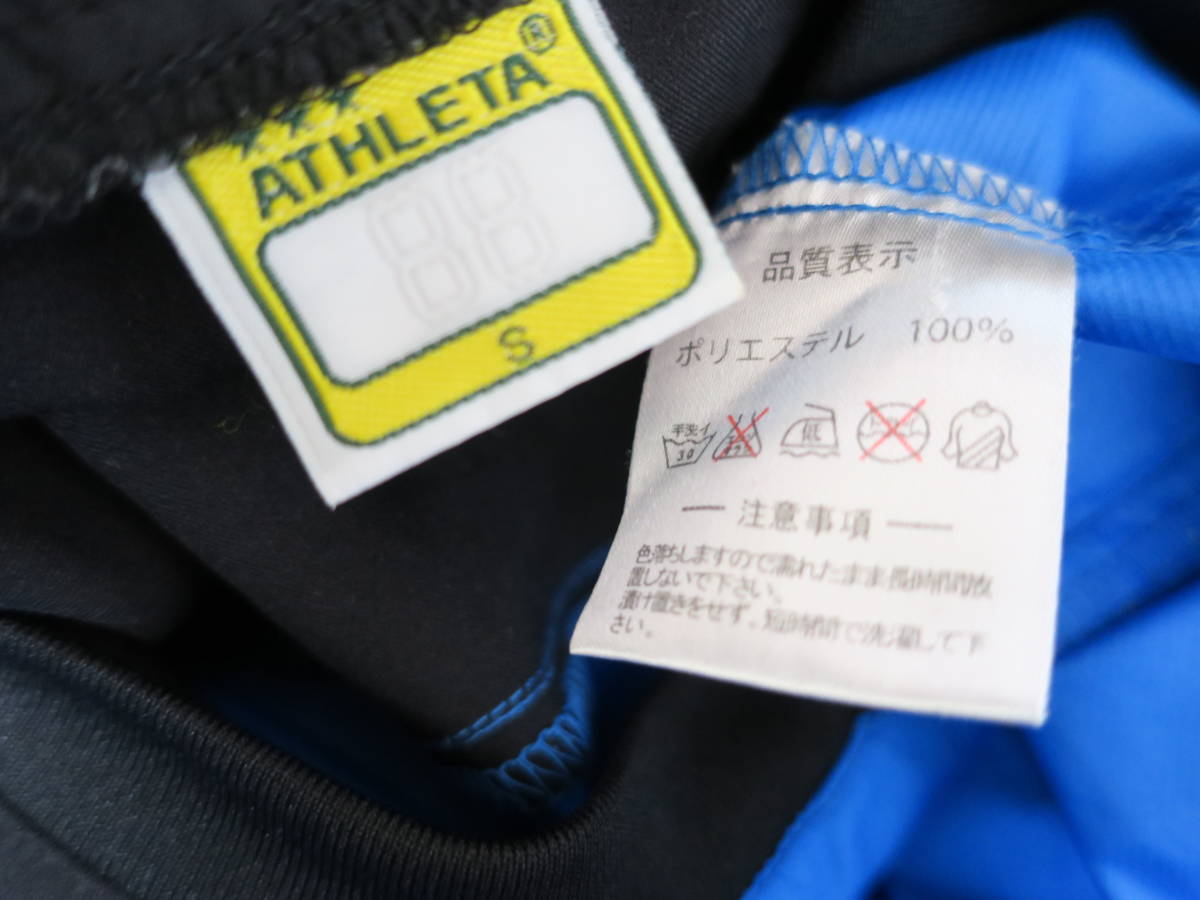 ATHLETA®
88
S
品質表示
ポリエステル 100%
手洗イ
30
低
注意事項
色落ちしますので濡れたまま長時間放
置しないで下さい。
漬け置きをせず、短時間で洗濯して下
さい。